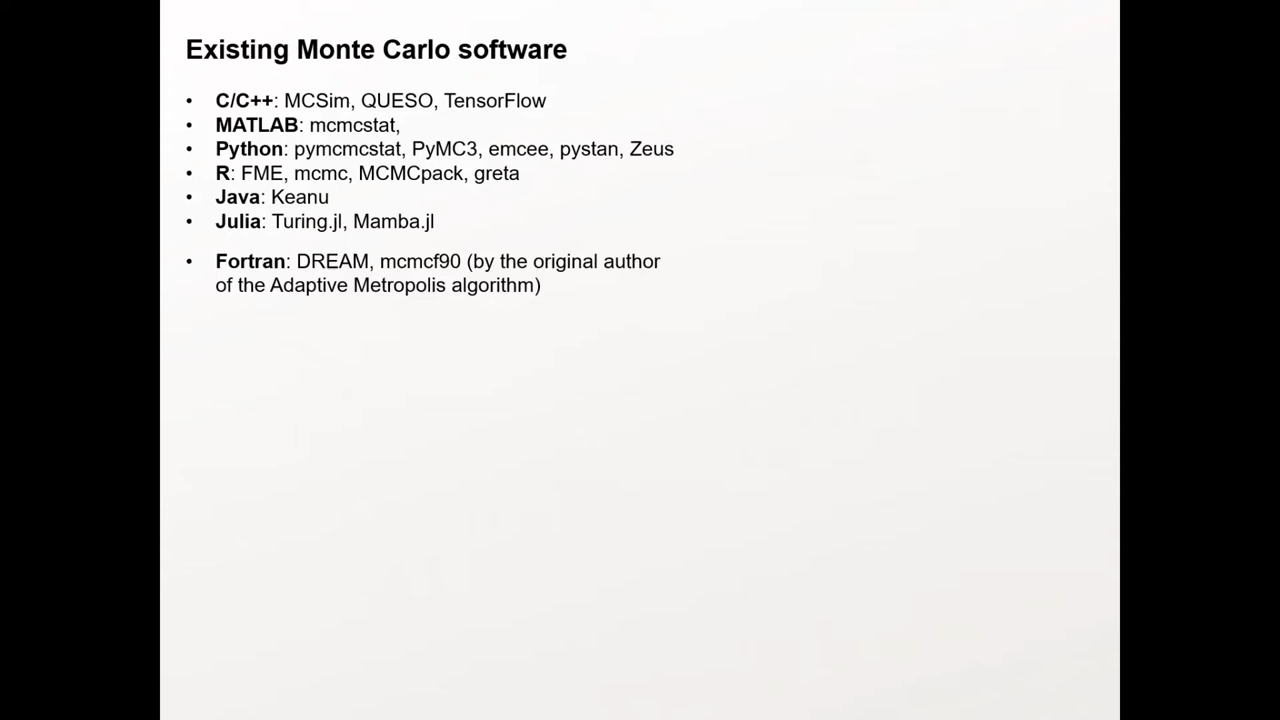 Existing Monte Carlo software
• C/C++: MCSim, QUESO, TensorFlow
• MATLAB: mcmcstat,
• Python: pymcmcstat, PyMC3, emcee, pystan, Zeus
• R: FME, mcmc, MCMCpack, greta
• Java: Keanu
• Julia: Turing.jl, Mamba.jl
• Fortran: DREAM, mcmcf90 (by the original author
of the Adaptive Metropolis algorithm)